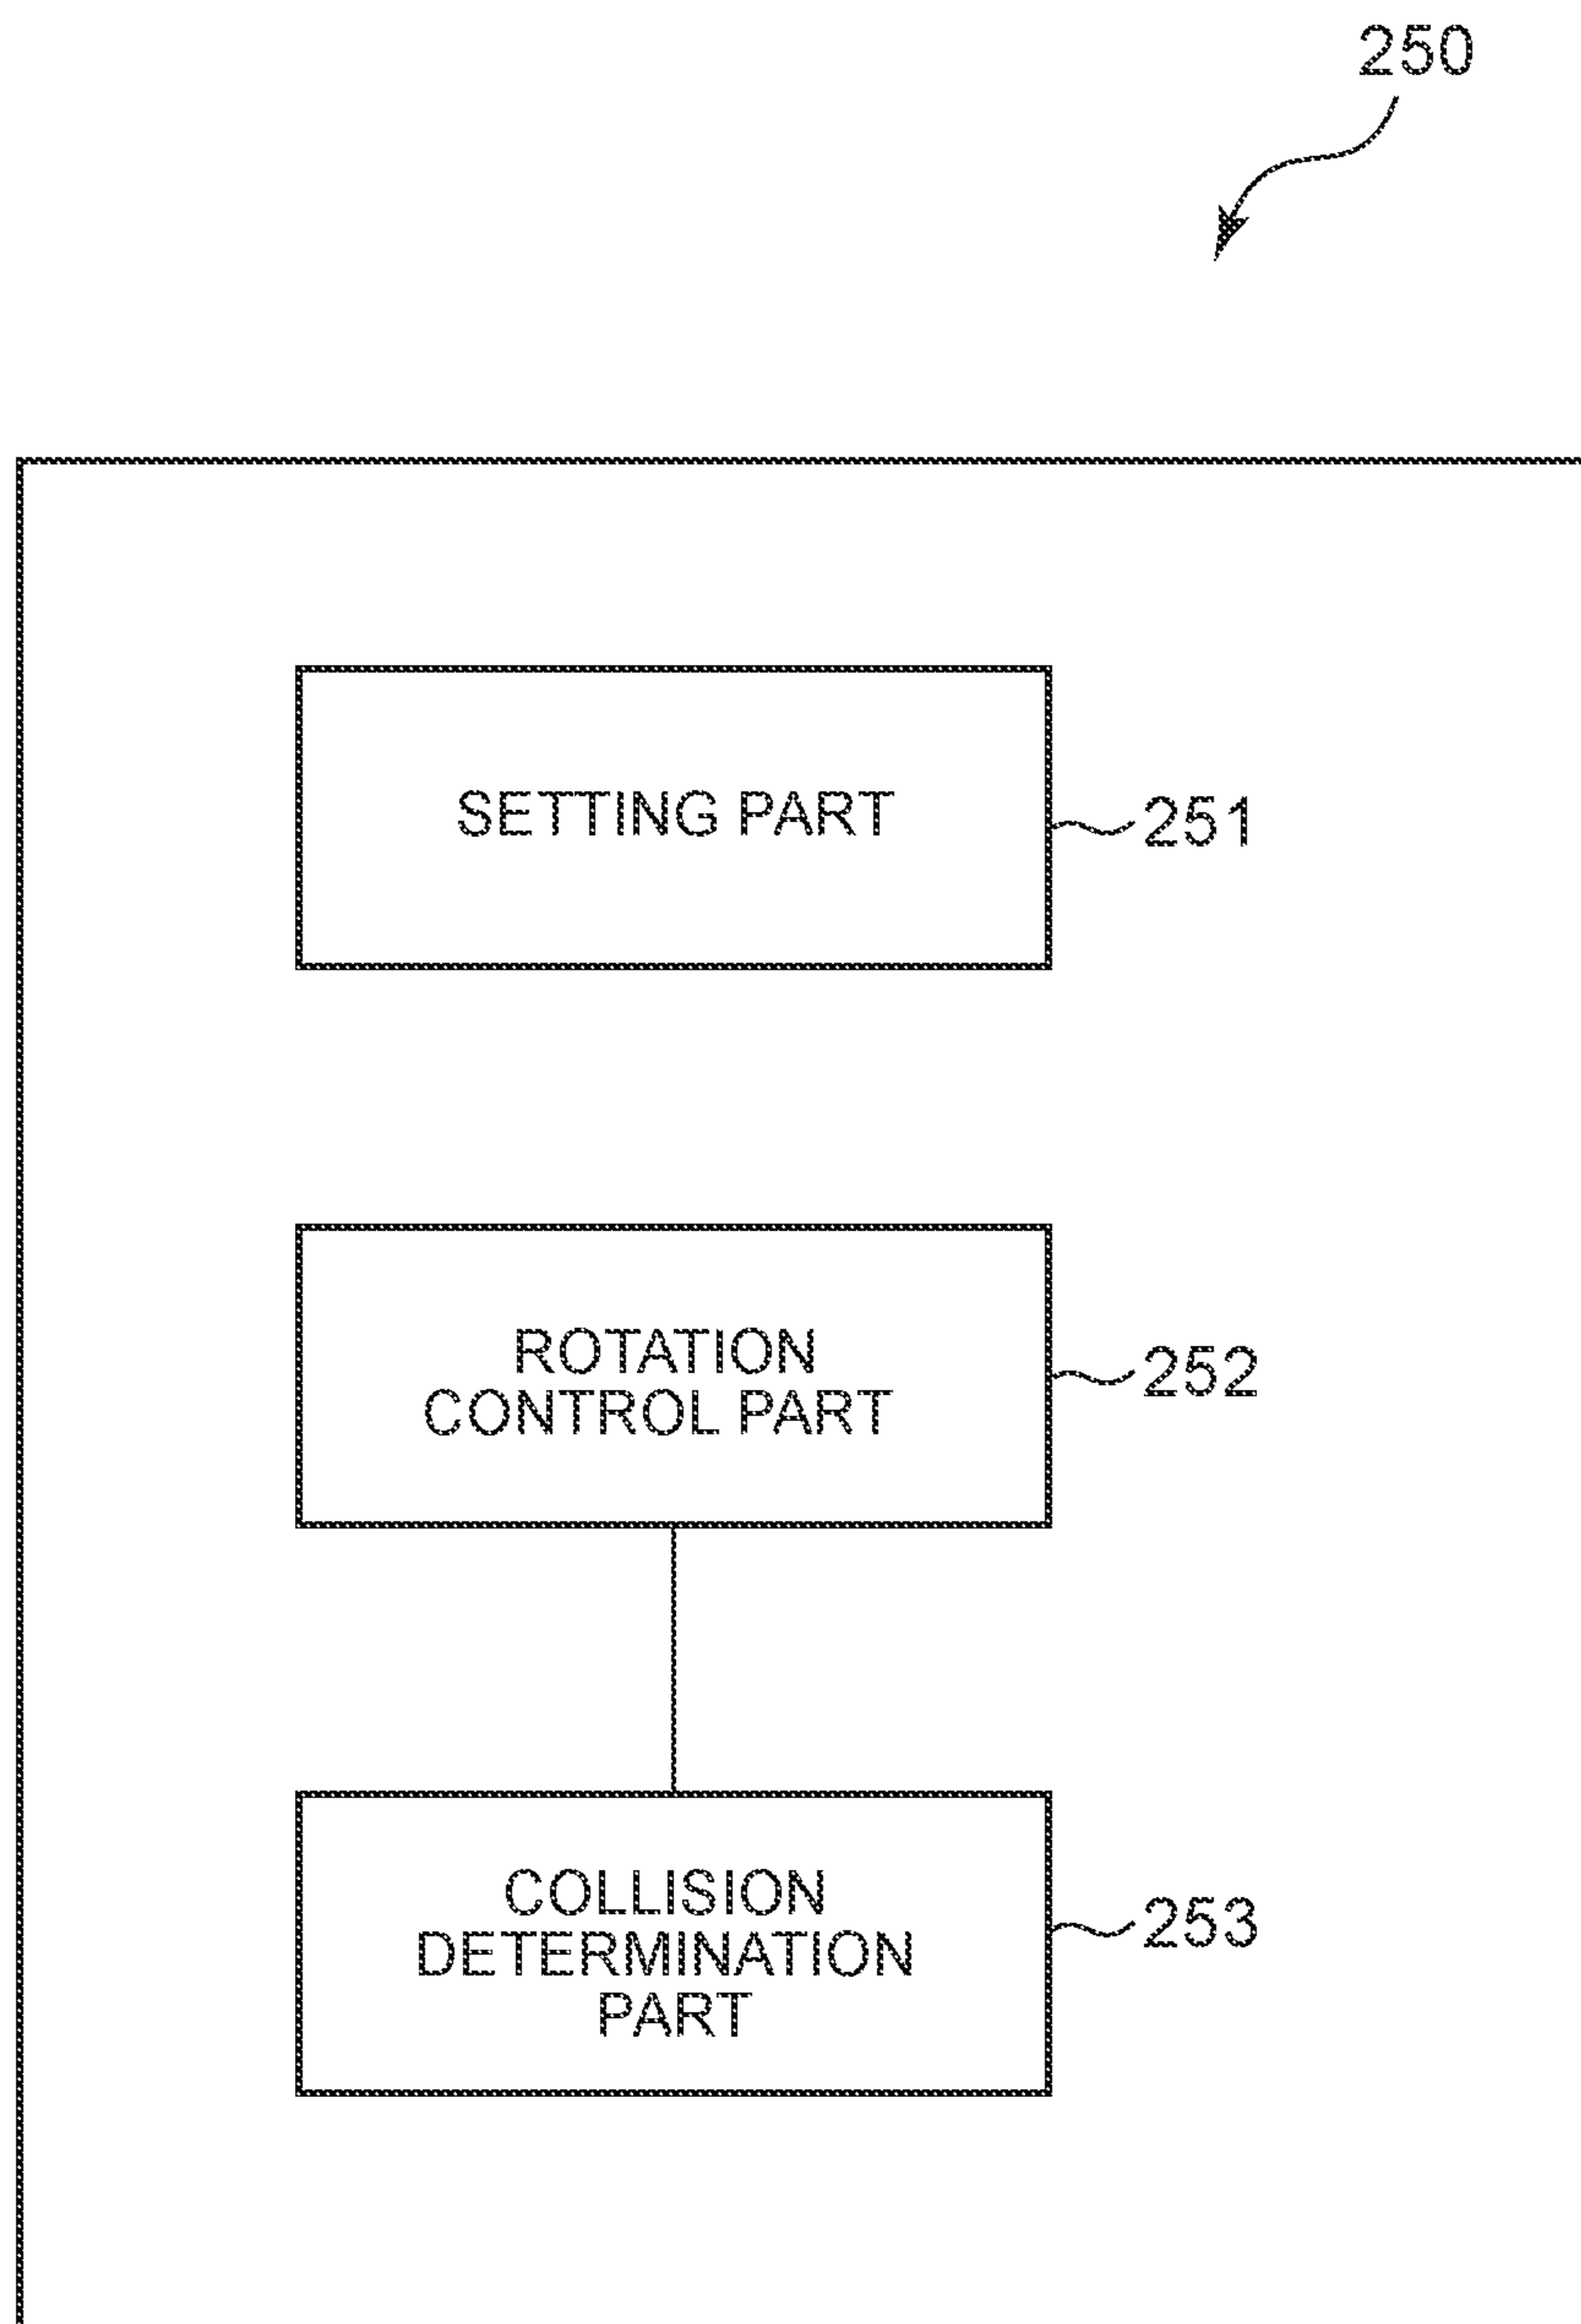 250
SETTING PART
251
ROTATION
CONTROL PART
252
COLLISION
DETERMINATION
PART
253